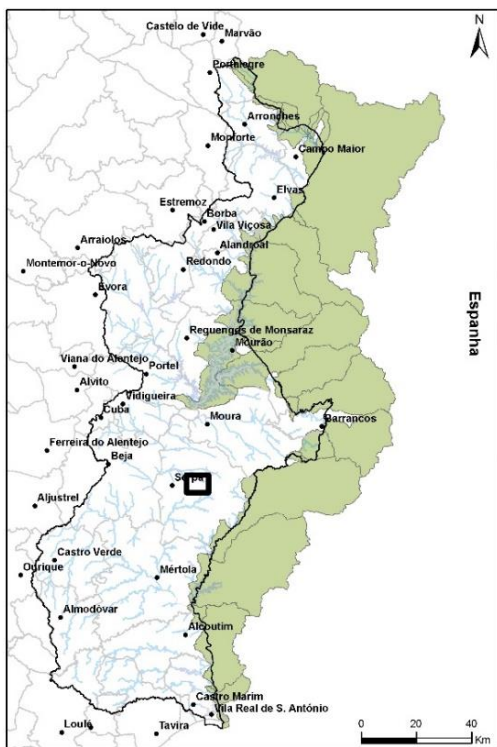 N
Castelo de Vide
Marvão
Portalegre
Arronches
Monforte
Campo Maior
Elvas
Estremoz
Borba
Vila Viçosa
Arraiolos
Alandroal
Montemor-o-Novo
Redondo
Évora
Espanha
Reguengos de Monsaraz
Mourão
Viana do Alentejo
Portel
Alvito
Vidigueira
Cuba
Moura
Barrancos
Ferreira do Alentejo
Beja
Serpa
Aljustrel
Castro Verde
Ourique
Mértola
Almodôvar
Alcoutim
Castro Marim
Vila Real de S. António
Loulé
Tavira
0 10 20 40
Km